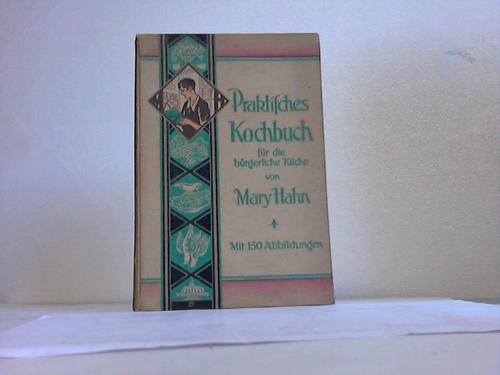 Praktiſches
Kochbuch
für die
bürgerliche Küche
von
Mary Hahn
Mit 150 Abbildungen